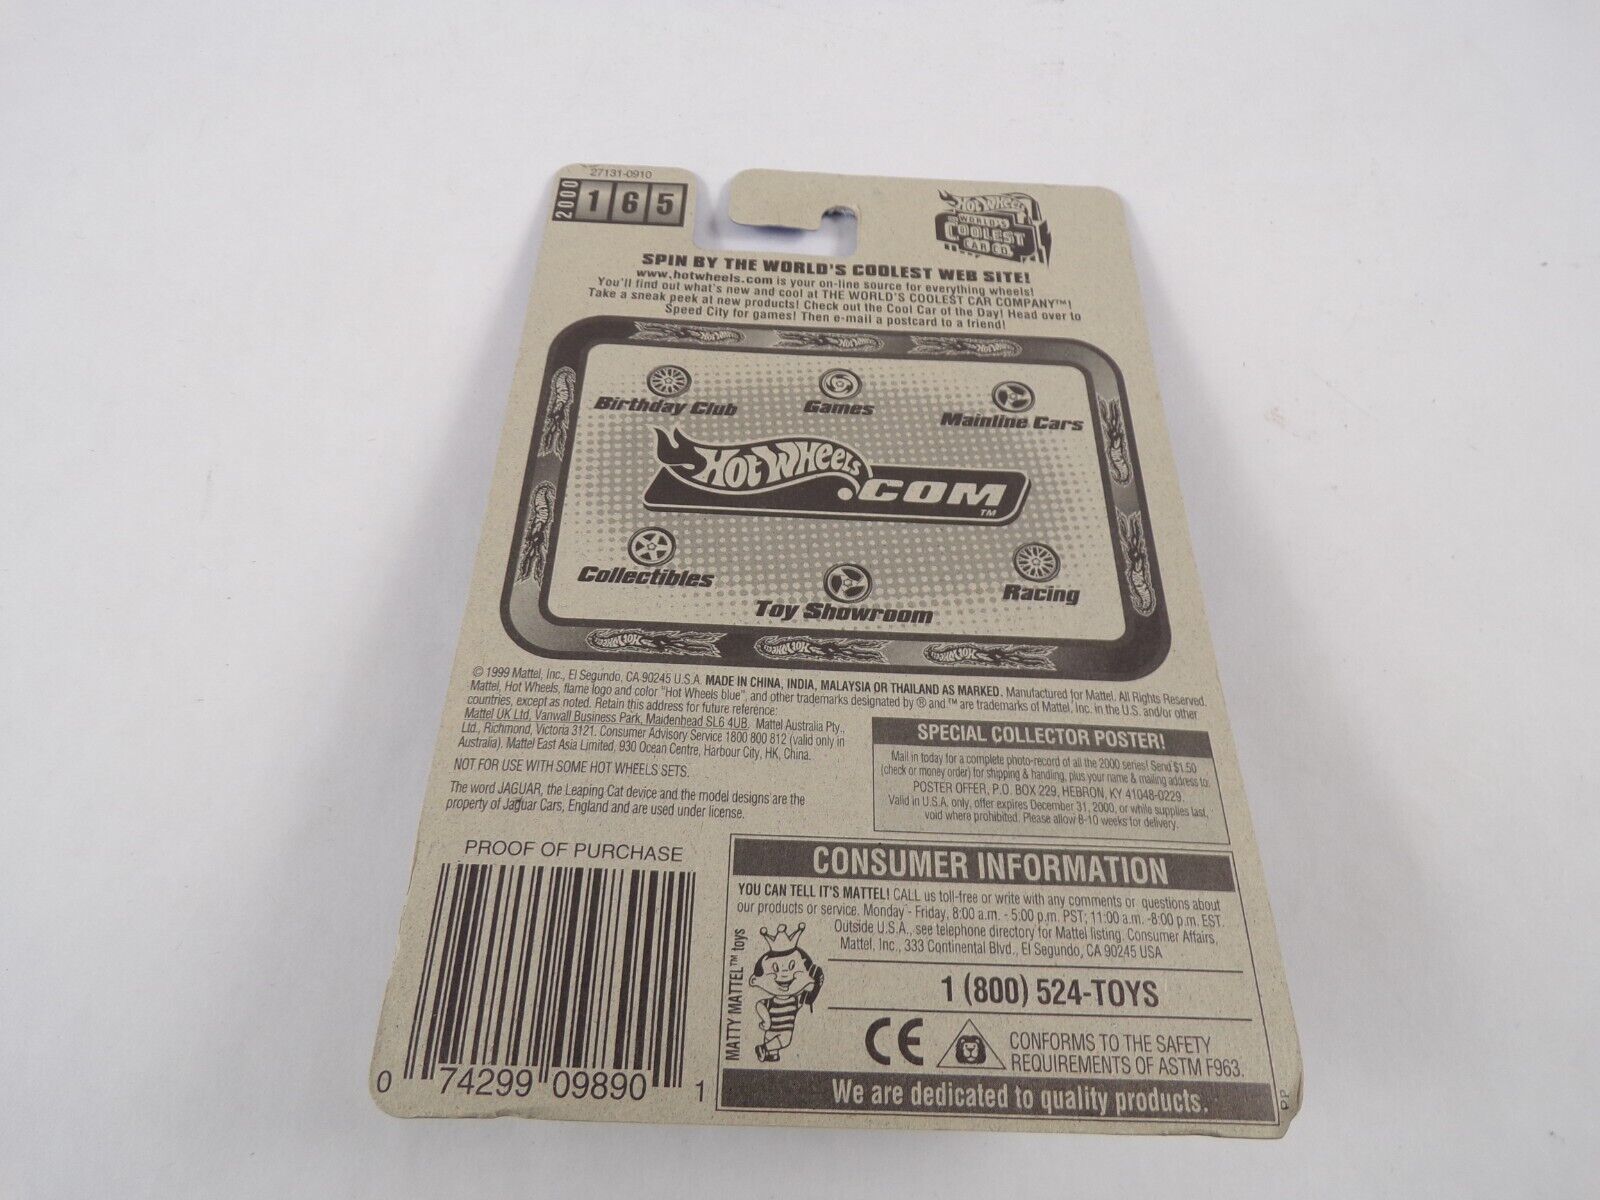 27131-0910
2000
1 6 5
HOT WHEELS
WORLD'S
COOLEST
CAR CO.
SPIN BY THE WORLD'S COOLEST WEB SITE!
www.hotwheels.com is your on-line source for everything wheels!
You'll find out what's new and cool at THE WORLD'S COOLEST CAR COMPANY™!
Take a sneak peek at new products! Check out the Cool Car of the Day! Head over to
Speed City for games! Then e-mail a postcard to a friend!
Birthday Club
Games
Mainline Cars
HOT WHEELS
.COM
™
Collectibles
Toy Showroom
Racing
© 1999 Mattel, Inc., El Segundo, CA 90245 U.S.A. MADE IN CHINA, INDIA, MALAYSIA OR THAILAND AS MARKED. Manufactured for Mattel. All Rights Reserved.
Mattel, Hot Wheels, flame logo and color "Hot Wheels blue", and other trademarks designated by ® and ™ are trademarks of Mattel, Inc. in the U.S. and/or other
countries, except as noted. Retain this address for future reference:
Mattel UK Ltd, Vanwall Business Park, Maidenhead SL6 4UB. Mattel Australia Pty.,
Ltd., Richmond, Victoria 3121. Consumer Advisory Service 1800 800 812 (valid only in
Australia). Mattel East Asia Limited, 930 Ocean Centre, Harbour City, HK, China.
NOT FOR USE WITH SOME HOT WHEELS SETS.
The word JAGUAR, the Leaping Cat device and the model designs are the
property of Jaguar Cars, England and are used under license.
SPECIAL COLLECTOR POSTER!
Mail in today for a complete photo-record of all the 2000 series! Send $1.50
(check or money order) for shipping & handling, plus your name & mailing address to:
POSTER OFFER, P.O. BOX 229, HEBRON, KY 41048-0229.
Valid in U.S.A. only, offer expires December 31, 2000, or while supplies last,
void where prohibited. Please allow 8-10 weeks for delivery.
PROOF OF PURCHASE
0 74299 09890 1
CONSUMER INFORMATION
YOU CAN TELL IT'S MATTEL! CALL us toll-free or write with any comments or questions about
our products or service. Monday - Friday, 8:00 a.m. - 5:00 p.m. PST; 11:00 a.m. -8:00 p.m. EST.
Outside U.S.A., see telephone directory for Mattel listing. Consumer Affairs,
Mattel, Inc., 333 Continental Blvd., El Segundo, CA 90245 USA
MATTY MATTEL™ toys
1 (800) 524-TOYS
CE
CONFORMS TO THE SAFETY
REQUIREMENTS OF ASTM F963.
We are dedicated to quality products.
PP